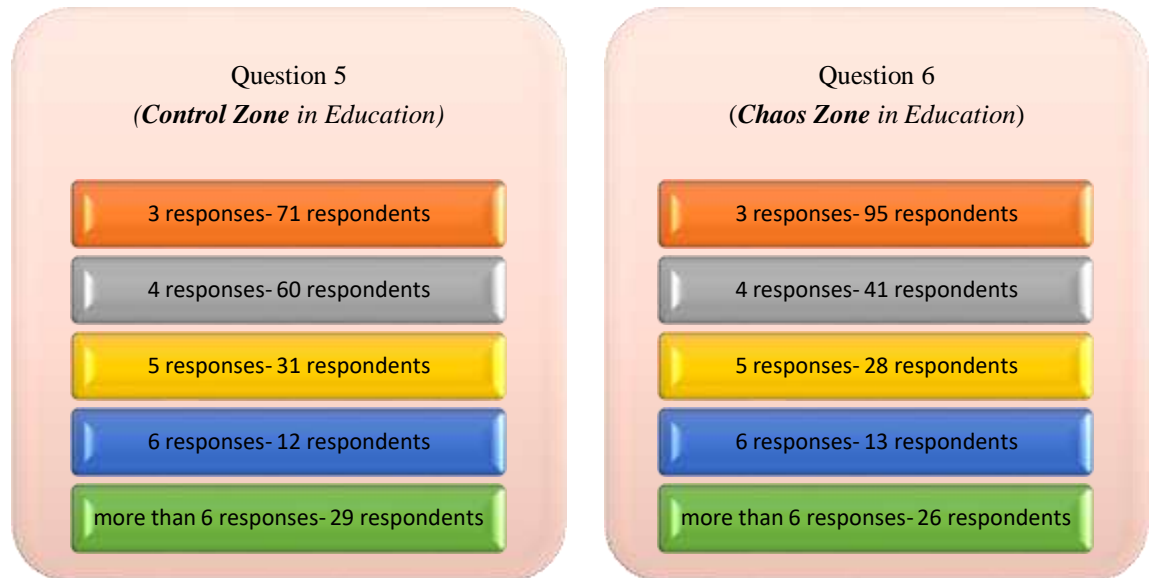 Question 5
(Control Zone in Education)
3 responses- 71 respondents
4 responses- 60 respondents
5 responses- 31 respondents
6 responses- 12 respondents
more than 6 responses- 29 respondents
Question 6
(Chaos Zone in Education)
3 responses- 95 respondents
4 responses- 41 respondents
5 responses- 28 respondents
6 responses- 13 respondents
more than 6 responses- 26 respondents